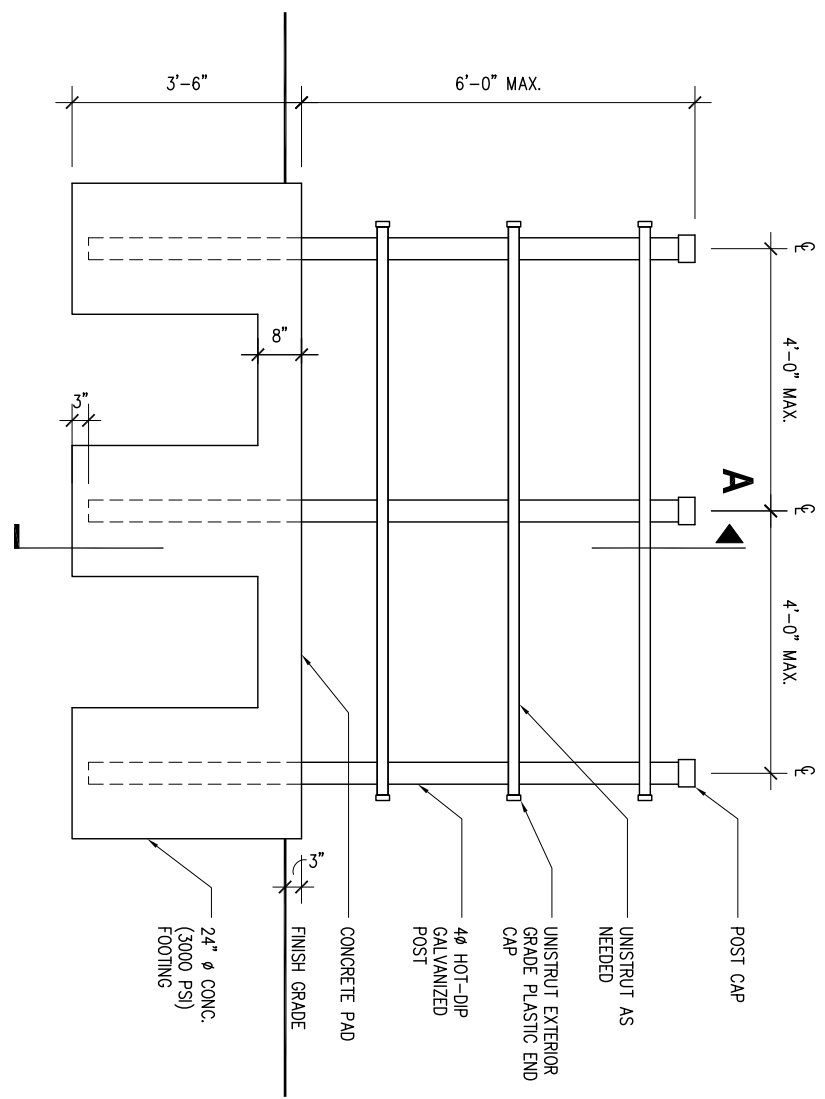 ℄
4'-0" MAX.
℄
4'-0" MAX.
℄
A
6'-0" MAX.
3'-6"
8"
3"
3"
POST CAP
UNISTRUT AS
NEEDED
UNISTRUT EXTERIOR
GRADE PLASTIC END
CAP
4Ø HOT-DIP
GALVANIZED
POST
CONCRETE PAD
FINISH GRADE
24" Ø CONC.
(3000 PSI)
FOOTING